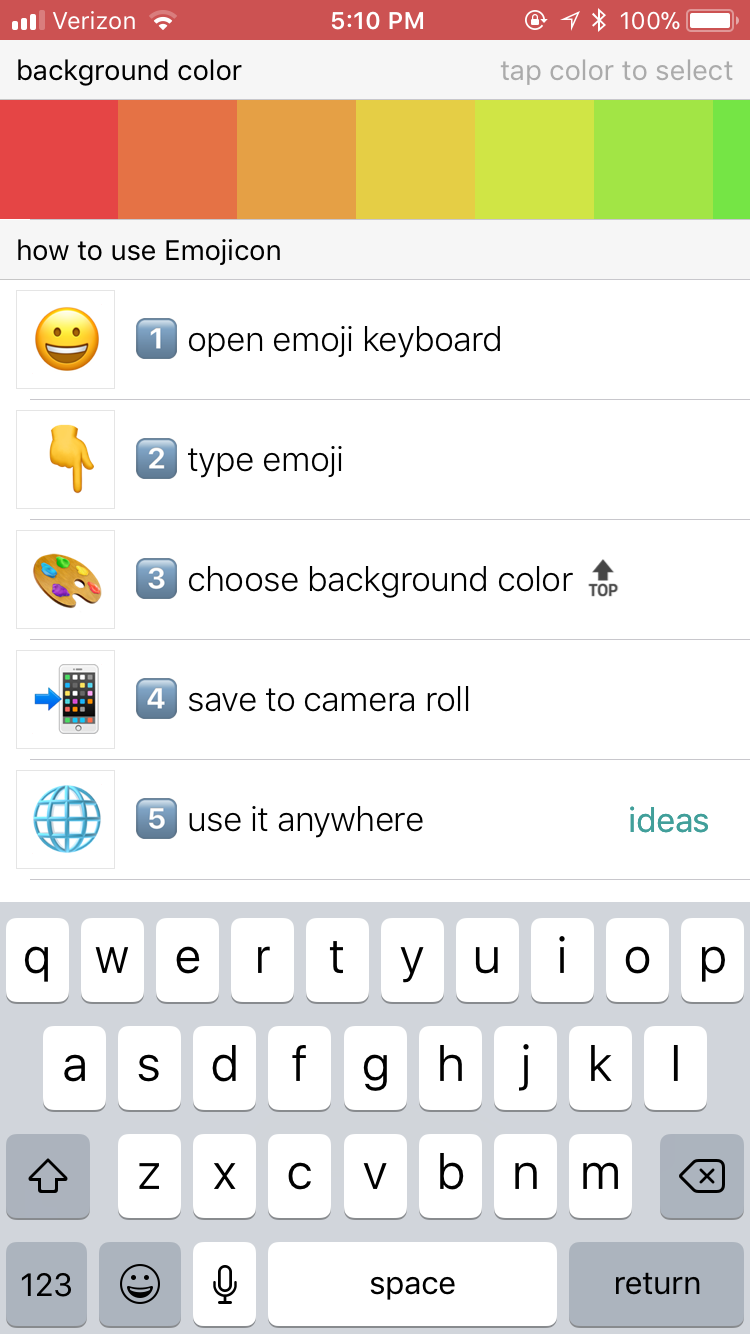 Verizon 5:10 PM 100%
background color tap color to select
how to use Emojicon
1 open emoji keyboard
2 type emoji
3 choose background color TOP
4 save to camera roll
5 use it anywhere ideas
q w e r t y u i o p
a s d f g h j k l
z x c v b n m
123 space return